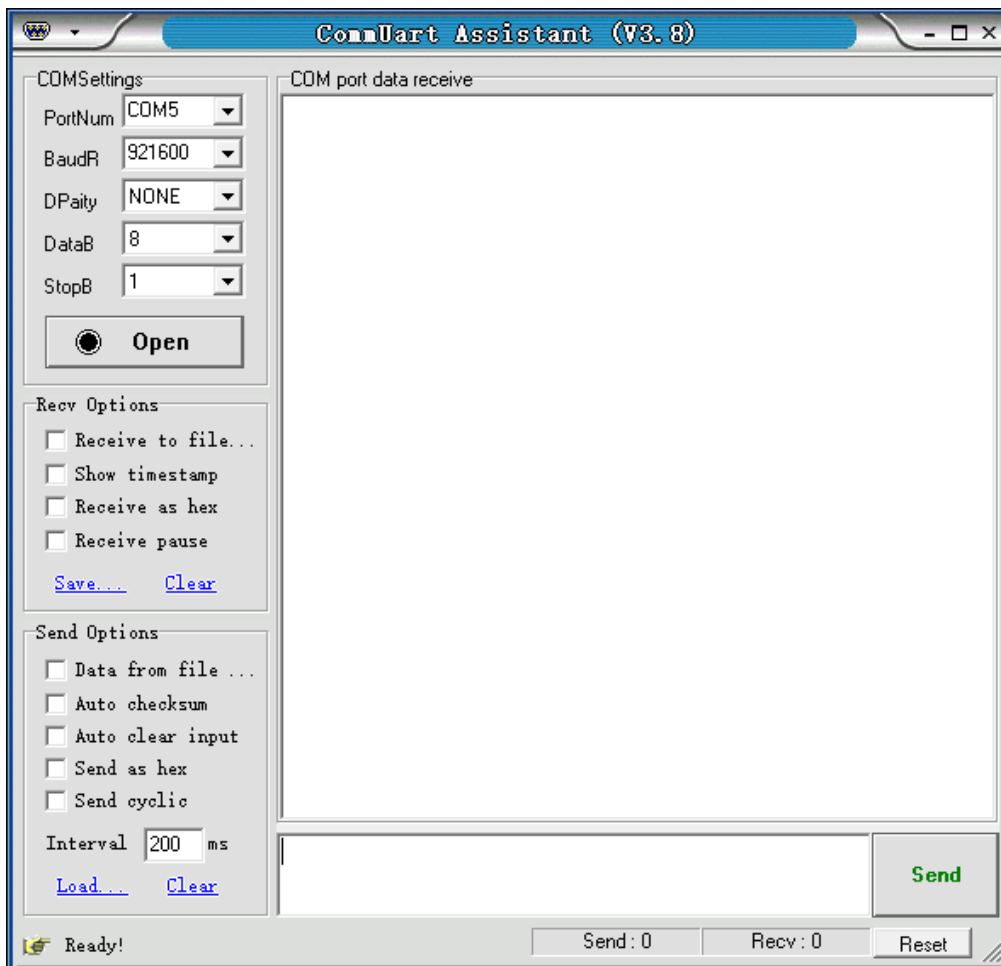 CommUart Assistant (V3.8)
COMSettings
PortNum COM5
BaudR 921600
DPaity NONE
DataB 8
StopB 1
Open
Recv Options
Receive to file...
Show timestamp
Receive as hex
Receive pause
Save... Clear
Send Options
Data from file ...
Auto checksum
Auto clear input
Send as hex
Send cyclic
Interval 200 ms
Load... Clear
COM port data receive
Send
Ready!
Send : 0
Recv : 0
Reset